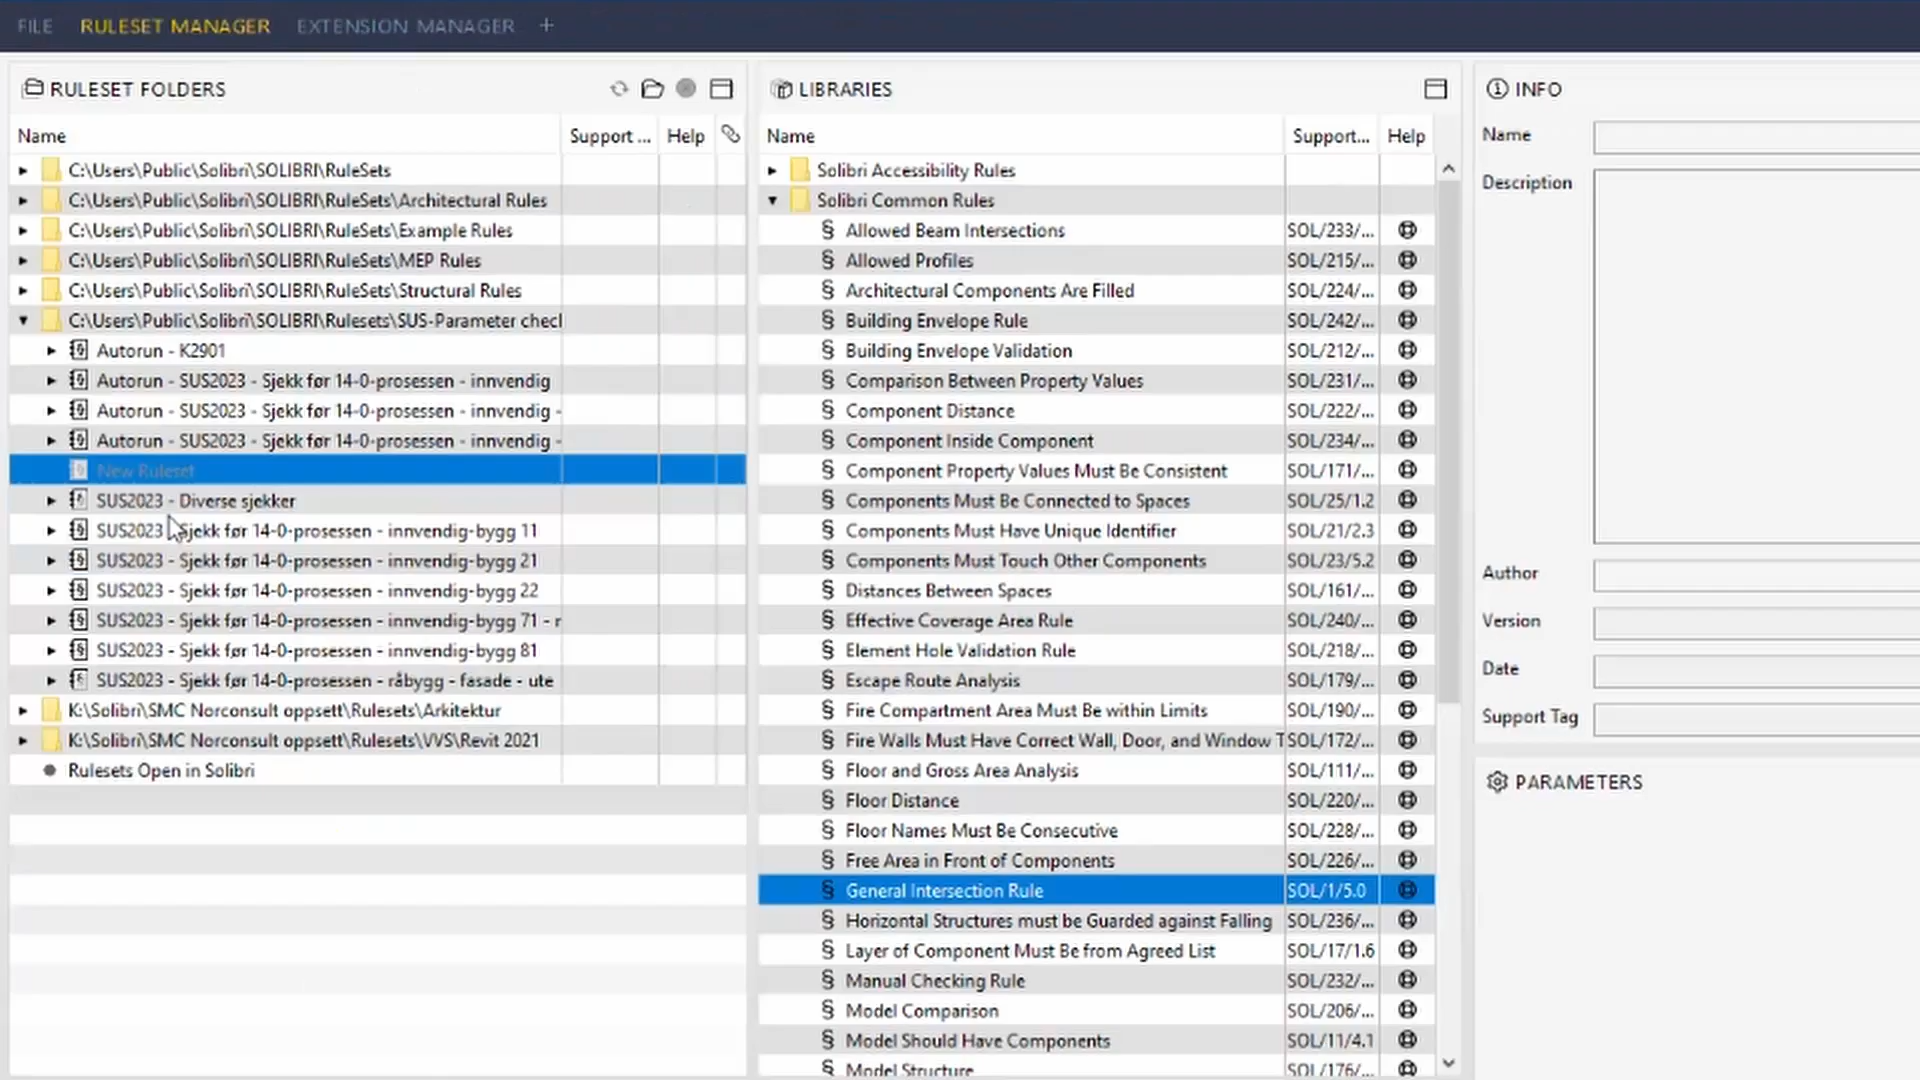 FILE RULESET MANAGER EXTENSION MANAGER +
RULESET FOLDERS
Name Support ... Help
C:\Users\Public\Solibri\SOLIBRI\RuleSets
C:\Users\Public\Solibri\SOLIBRI\RuleSets\Architectural Rules
C:\Users\Public\Solibri\SOLIBRI\RuleSets\Example Rules
C:\Users\Public\Solibri\SOLIBRI\RuleSets\MEP Rules
C:\Users\Public\Solibri\SOLIBRI\RuleSets\Structural Rules
C:\Users\Public\Solibri\SOLIBRI\Rulesets\SUS-Parameter checl
Autorun - K2901
Autorun - SUS2023 - Sjekk før 14-0-prosessen - innvendig
Autorun - SUS2023 - Sjekk før 14-0-prosessen - innvendig -
Autorun - SUS2023 - Sjekk før 14-0-prosessen - innvendig -
New Ruleset
SUS2023 - Diverse sjekker
SUS2023 - Sjekk før 14-0-prosessen - innvendig-bygg 11
SUS2023 - Sjekk før 14-0-prosessen - innvendig-bygg 21
SUS2023 - Sjekk før 14-0-prosessen - innvendig-bygg 22
SUS2023 - Sjekk før 14-0-prosessen - innvendig-bygg 71 - r
SUS2023 - Sjekk før 14-0-prosessen - innvendig-bygg 81
SUS2023 - Sjekk før 14-0-prosessen - råbygg - fasade - ute
K:\Solibri\SMC Norconsult oppsett\Rulesets\Arkitektur
K:\Solibri\SMC Norconsult oppsett\Rulesets\VVS\Revit 2021
Rulesets Open in Solibri
LIBRARIES
Name Support... Help
Solibri Accessibility Rules
Solibri Common Rules
§ Allowed Beam Intersections SOL/233/...
§ Allowed Profiles SOL/215/...
§ Architectural Components Are Filled SOL/224/...
§ Building Envelope Rule SOL/242/...
§ Building Envelope Validation SOL/212/...
§ Comparison Between Property Values SOL/231/...
§ Component Distance SOL/222/...
§ Component Inside Component SOL/234/...
§ Component Property Values Must Be Consistent SOL/171/...
§ Components Must Be Connected to Spaces SOL/25/1.2
§ Components Must Have Unique Identifier SOL/21/2.3
§ Components Must Touch Other Components SOL/23/5.2
§ Distances Between Spaces SOL/161/...
§ Effective Coverage Area Rule SOL/240/...
§ Element Hole Validation Rule SOL/218/...
§ Escape Route Analysis SOL/179/...
§ Fire Compartment Area Must Be within Limits SOL/190/...
§ Fire Walls Must Have Correct Wall, Door, and Window T SOL/172/...
§ Floor and Gross Area Analysis SOL/111/...
§ Floor Distance SOL/220/...
§ Floor Names Must Be Consecutive SOL/228/...
§ Free Area in Front of Components SOL/226/...
§ General Intersection Rule SOL/1/5.0
§ Horizontal Structures must be Guarded against Falling SOL/236/...
§ Layer of Component Must Be from Agreed List SOL/17/1.6
§ Manual Checking Rule SOL/232/...
§ Model Comparison SOL/206/...
§ Model Should Have Components SOL/11/4.1
§ Model Structure SOL/176/...
INFO
Name
Description
Author
Version
Date
Support Tag
PARAMETERS